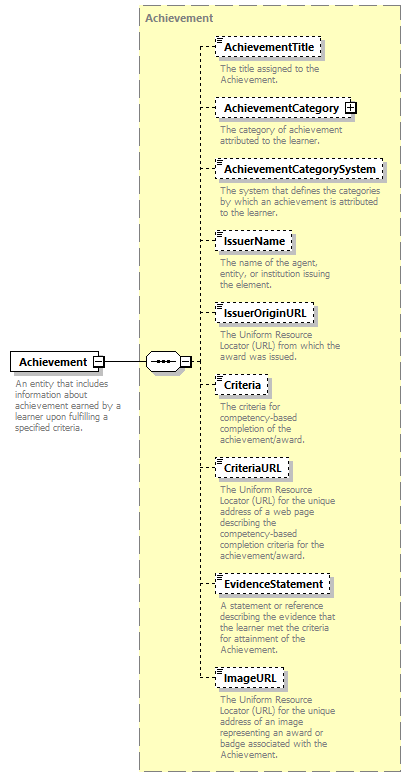 Achievement
AchievementTitle
The title assigned to the
Achievement.
AchievementCategory
The category of achievement
attributed to the learner.
AchievementCategorySystem
The system that defines the categories
by which an achievement is attributed
to the learner.
IssuerName
The name of the agent,
entity, or institution issuing
the element.
IssuerOriginURL
The Uniform Resource
Locator (URL) from which the
award was issued.
Achievement
An entity that includes
information about
achievement earned by a
learner upon fulfilling a
specified criteria.
Criteria
The criteria for
competency-based
completion of the
achievement/award.
CriteriaURL
The Uniform Resource
Locator (URL) for the unique
address of a web page
describing the
competency-based
completion criteria for the
achievement/award.
EvidenceStatement
A statement or reference
describing the evidence that
the learner met the criteria
for attainment of the
Achievement.
ImageURL
The Uniform Resource
Locator (URL) for the unique
address of an image
representing an award or
badge associated with the
Achievement.